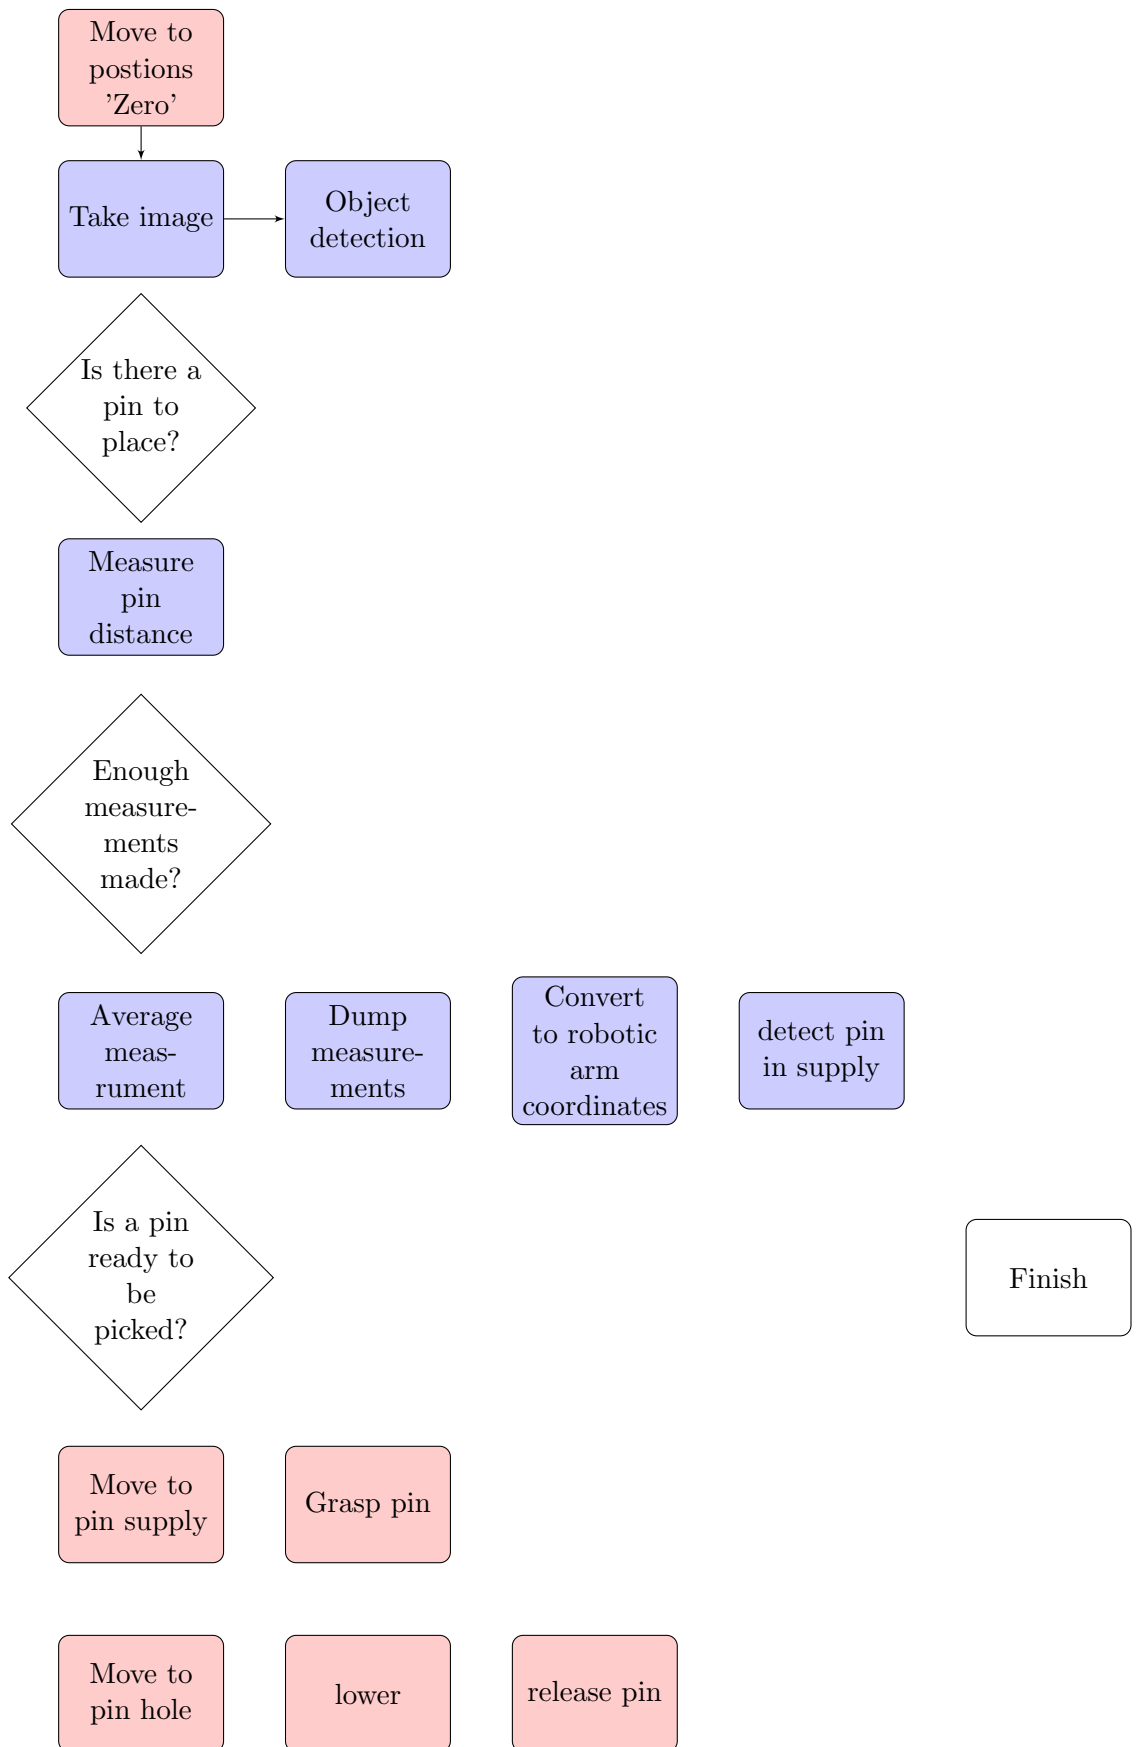 Move to
postions
'Zero'
Take image
Object
detection
Is there a
pin to
place?
Measure
pin
distance
Enough
measure-
ments
made?
Average
meas-
rument
Dump
measure-
ments
Convert
to robotic
arm
coordinates
detect pin
in supply
Is a pin
ready to
be
picked?
Finish
Move to
pin supply
Grasp pin
Move to
pin hole
lower
release pin